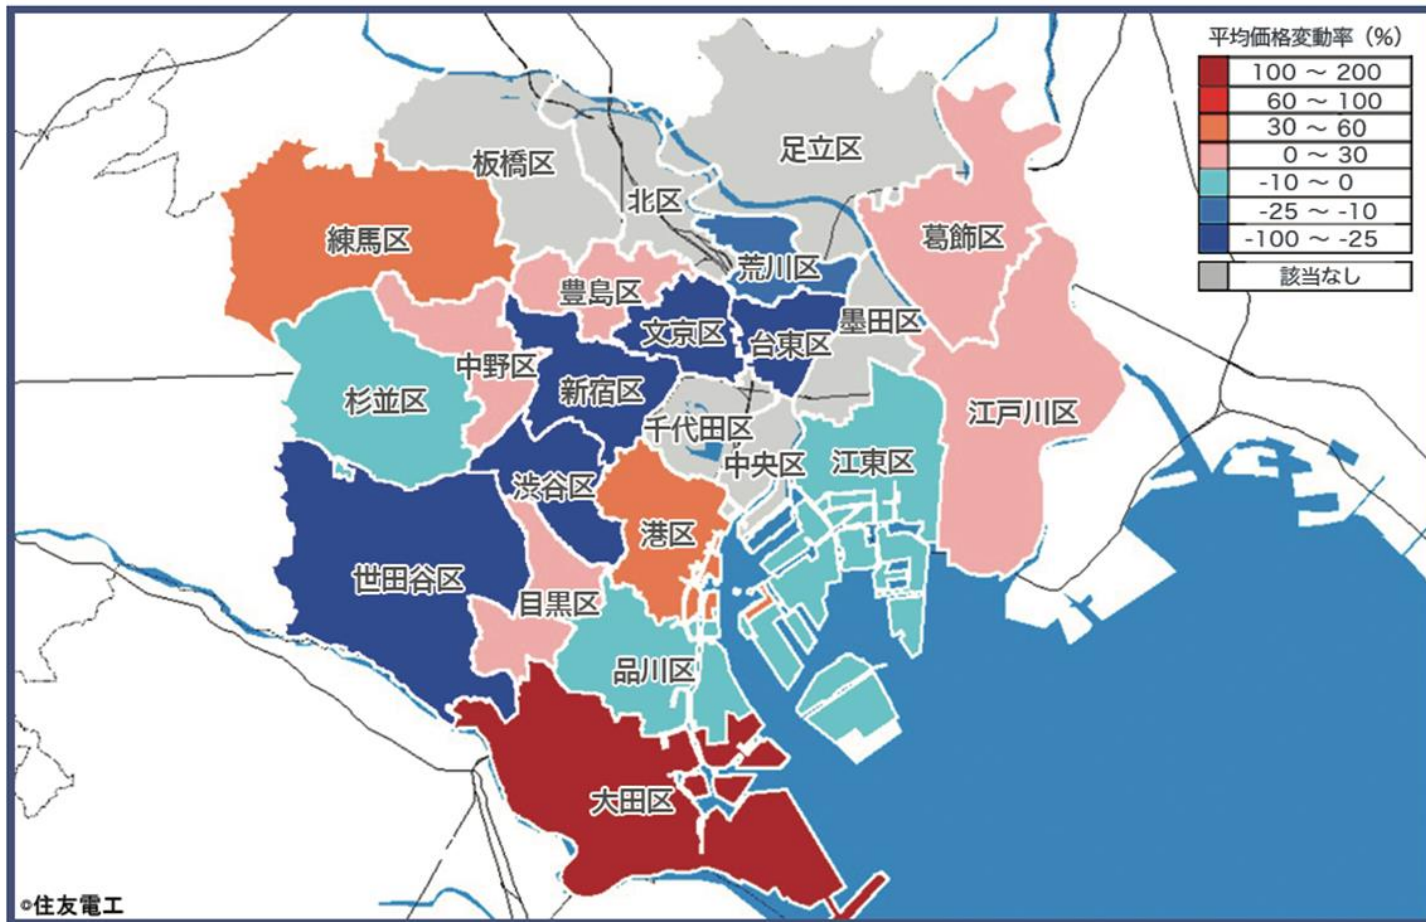 平均価格変動率（%）
100 ～ 200
60 ～ 100
30 ～ 60
0 ～ 30
-10 ～ 0
-25 ～ -10
-100 ～ -25
該当なし
足立区
板橋区
北区
練馬区
葛飾区
荒川区
豊島区
墨田区
文京区
台東区
中野区
新宿区
杉並区
江戸川区
千代田区
中央区
江東区
渋谷区
港区
世田谷区
目黒区
品川区
大田区
©住友電工